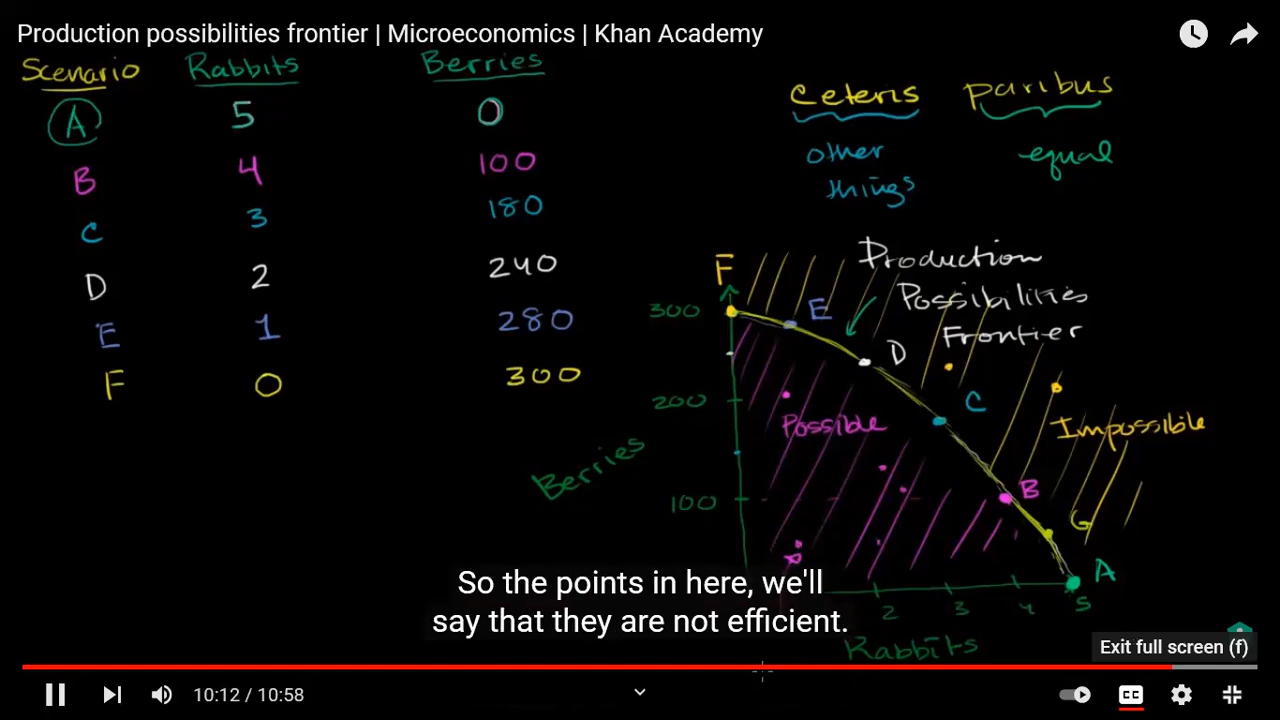 Production possibilities frontier | Microeconomics | Khan Academy
Scenario Rabbits Berries
A 5 0
B 4 100
C 3 180
D 2 240
E 1 280
F 0 300
Ceteris paribus
other things
equal
Production
Possibilities
Frontier
F
300
E
D
200
C
Possible
Impossible
Berries
100
B
G
A
2 3 4 5
Rabbits
So the points in here, we'll
say that they are not efficient.
Exit full screen (f)
10:12 / 10:58
CC